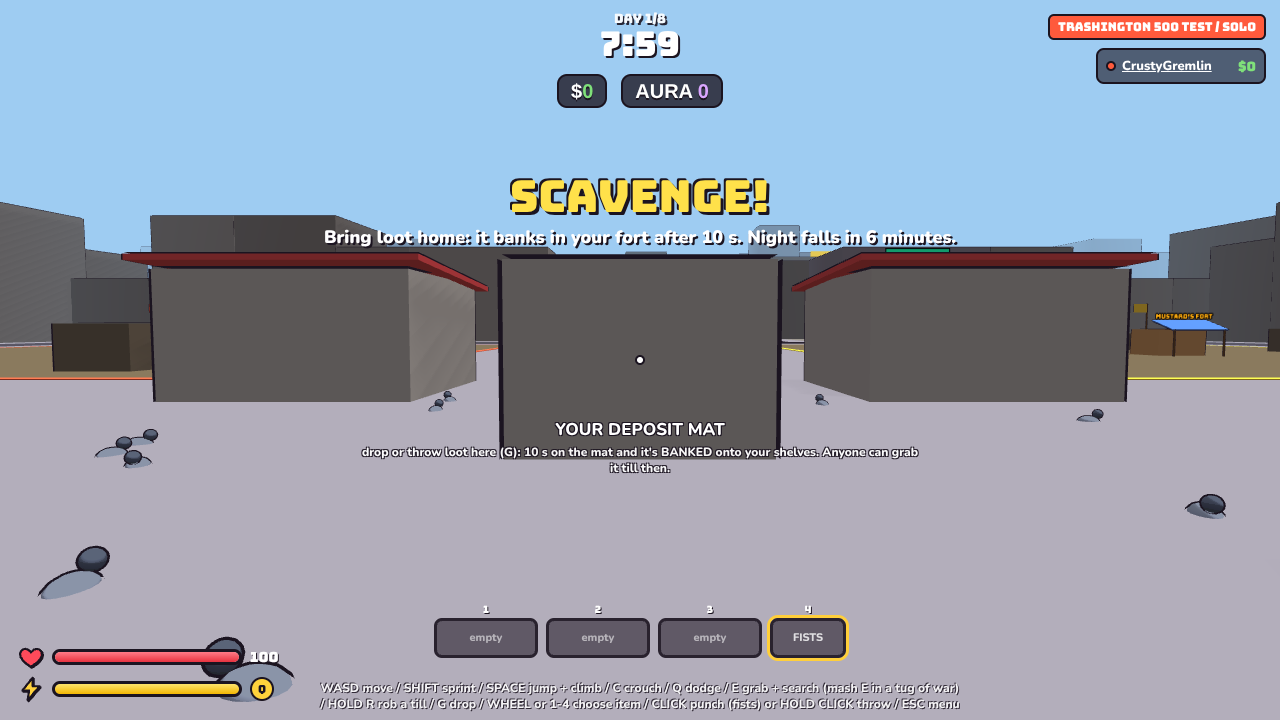 DAY 1/8
7:59
$0
AURA 0
TRASHINGTON 500 TEST / SOLO
CrustyGremlin $0
SCAVENGE!
Bring loot home: it banks in your fort after 10 s. Night falls in 6 minutes.
MUSTARD'S FORT
YOUR DEPOSIT MAT
drop or throw loot here (G): 10 s on the mat and it's BANKED onto your shelves. Anyone can grab
it till then.
1 2 3 4
empty empty empty FISTS
100
0
WASD move / SHIFT sprint / SPACE jump + climb / C crouch / Q dodge / E grab + search (mash E in a tug of war)
/ HOLD R rob a till / G drop / WHEEL or 1-4 choose item / CLICK punch (fists) or HOLD CLICK throw / ESC menu